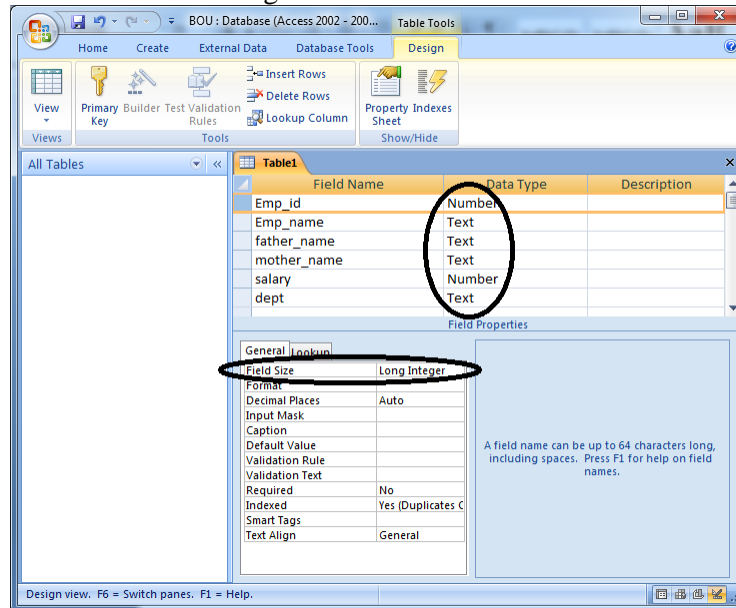 BOU : Database (Access 2002 - 200... Table Tools
Home Create External Data Database Tools Design
View Primary Key Builder Test Validation Rules Insert Rows Delete Rows Lookup Column Property Sheet Indexes
Views Tools Show/Hide
All Tables
Table1
Field Name Data Type Description
Emp_id Number
Emp_name Text
father_name Text
mother_name Text
salary Number
dept Text
Field Properties
General Lookup
Field Size Long Integer
Format
Decimal Places Auto
Input Mask
Caption
Default Value
Validation Rule
Validation Text
Required No
Indexed Yes (Duplicates
Smart Tags
Text Align General
A field name can be up to 64 characters long,
including spaces. Press F1 for help on field
names.
Design view. F6 = Switch panes. F1 = Help.